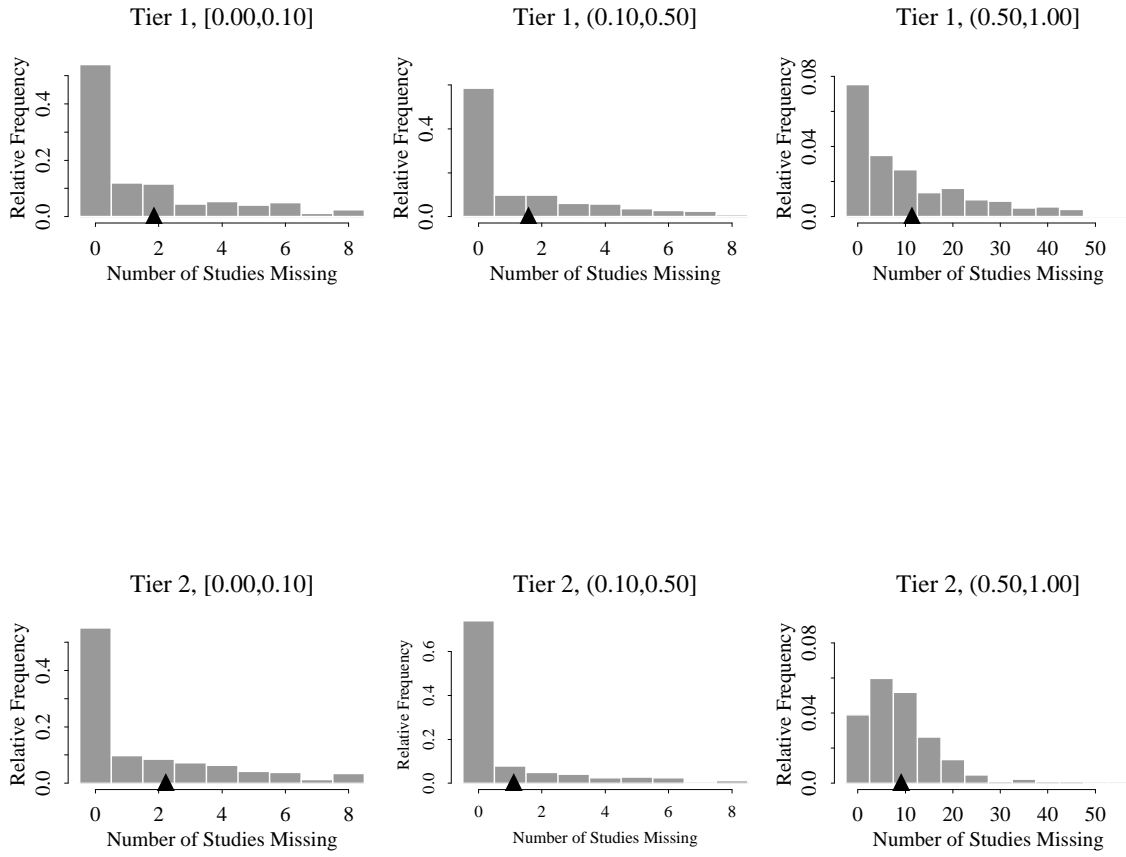 Tier 1, [0.00,0.10]
Relative Frequency
0.0 0.2 0.4
0 2 4 6 8
Number of Studies Missing
Tier 1, (0.10,0.50]
Relative Frequency
0.0 0.4
0 2 4 6 8
Number of Studies Missing
Tier 1, (0.50,1.00]
Relative Frequency
0.0 0.04 0.08
0 10 20 30 40 50
Number of Studies Missing
Tier 2, [0.00,0.10]
Relative Frequency
0.0 0.2 0.4
0 2 4 6 8
Number of Studies Missing
Tier 2, (0.10,0.50]
Relative Frequency
0.0 0.2 0.4 0.6
0 2 4 6 8
Number of Studies Missing
Tier 2, (0.50,1.00]
Relative Frequency
0.0 0.04 0.08
0 10 20 30 40 50
Number of Studies Missing